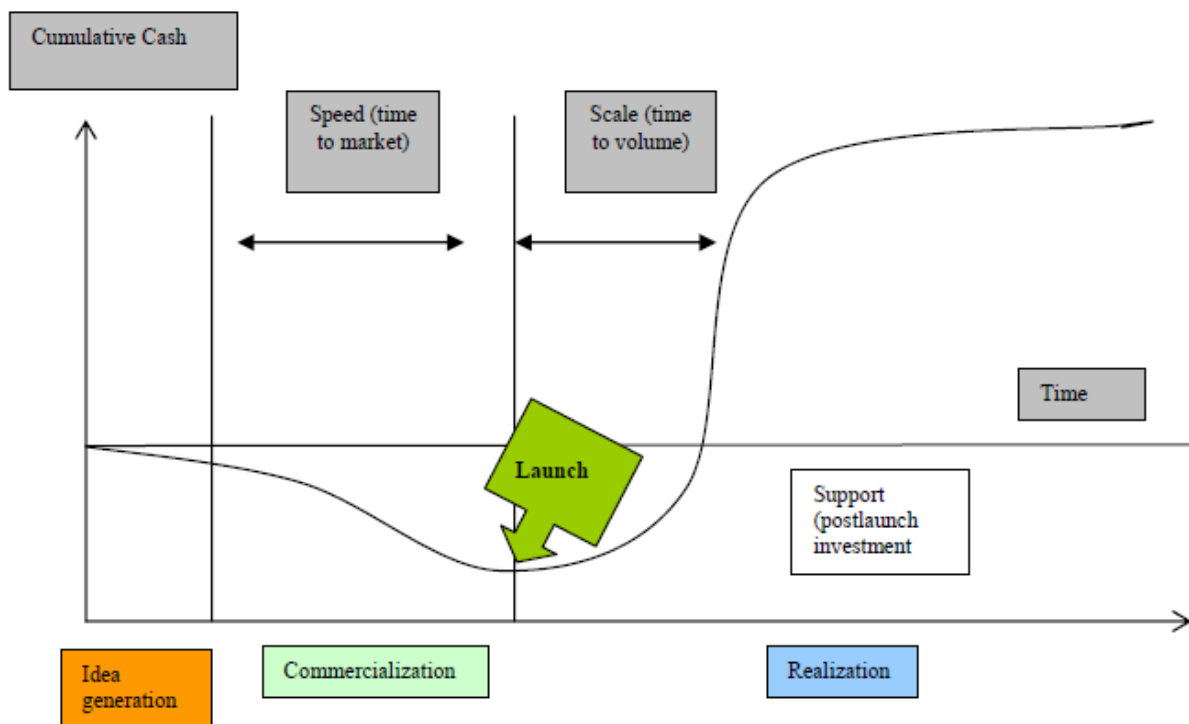 Cumulative Cash
Speed (time
to market)
Scale (time
to volume)
Time
Launch
Support
(postlaunch
investment
Idea
generation
Commercialization
Realization